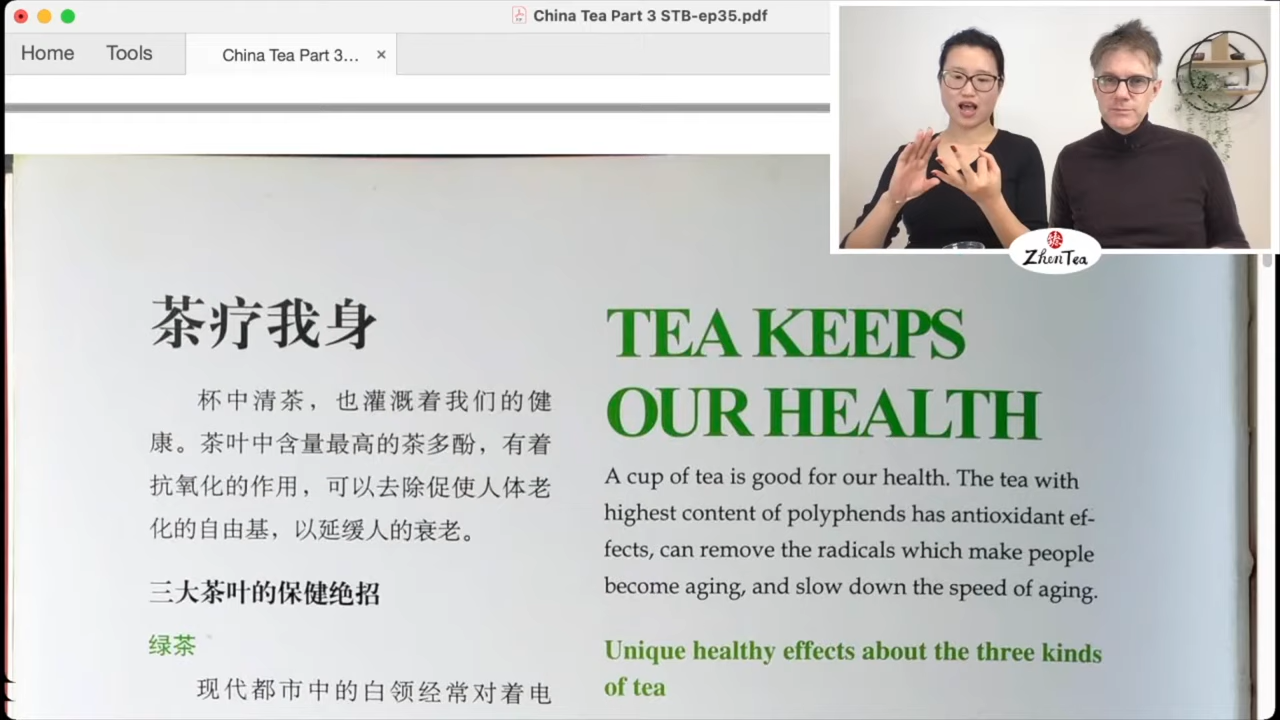 China Tea Part 3 STB-ep35.pdf
Home
Tools
China Tea Part 3...
Zhen Tea
茶疗我身
杯中清茶，也灌溉着我们的健
康。茶叶中含量最高的茶多酚，有着
抗氧化的作用，可以去除促使人体老
化的自由基，以延缓人的衰老。
三大茶叶的保健绝招
绿茶
现代都市中的白领经常对着电
TEA KEEPS
OUR HEALTH
A cup of tea is good for our health. The tea with
highest content of polyphends has antioxidant ef-
fects, can remove the radicals which make people
become aging, and slow down the speed of aging.
Unique healthy effects about the three kinds
of tea